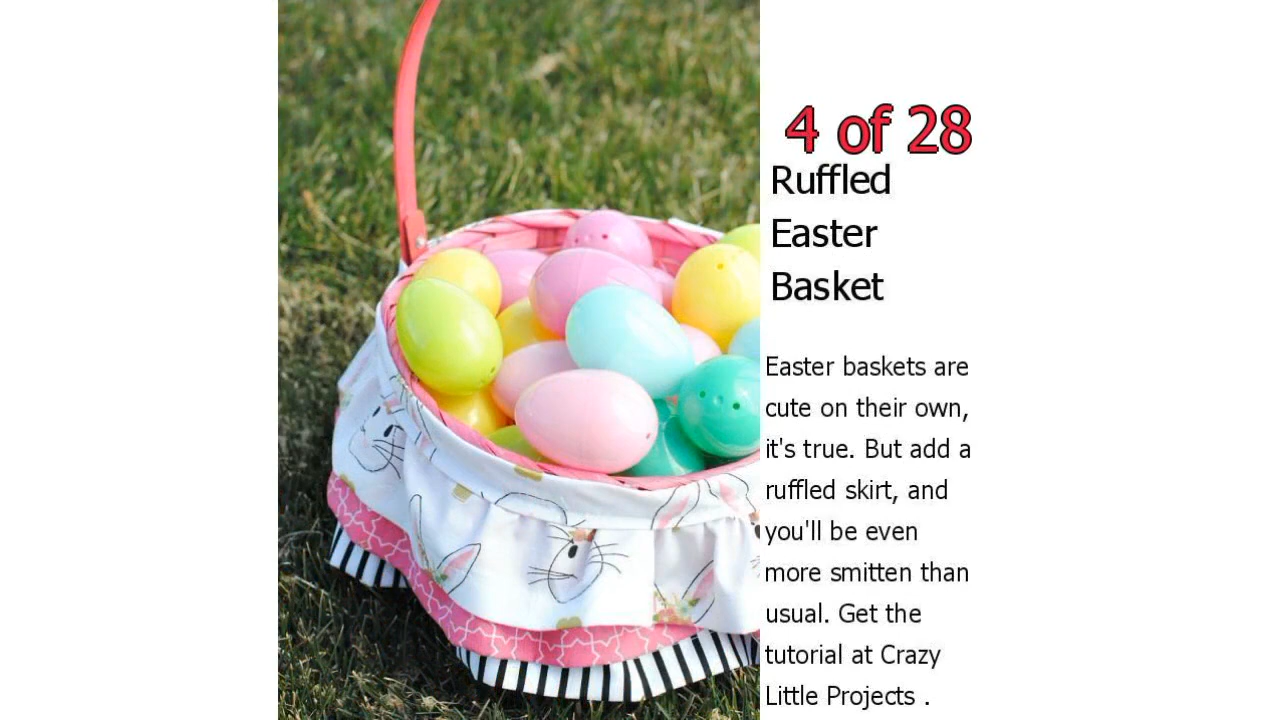 4 of 28
Ruffled
Easter
Basket
Easter baskets are
cute on their own,
it's true. But add a
ruffled skirt, and
you'll be even
more smitten than
usual. Get the
tutorial at Crazy
Little Projects .